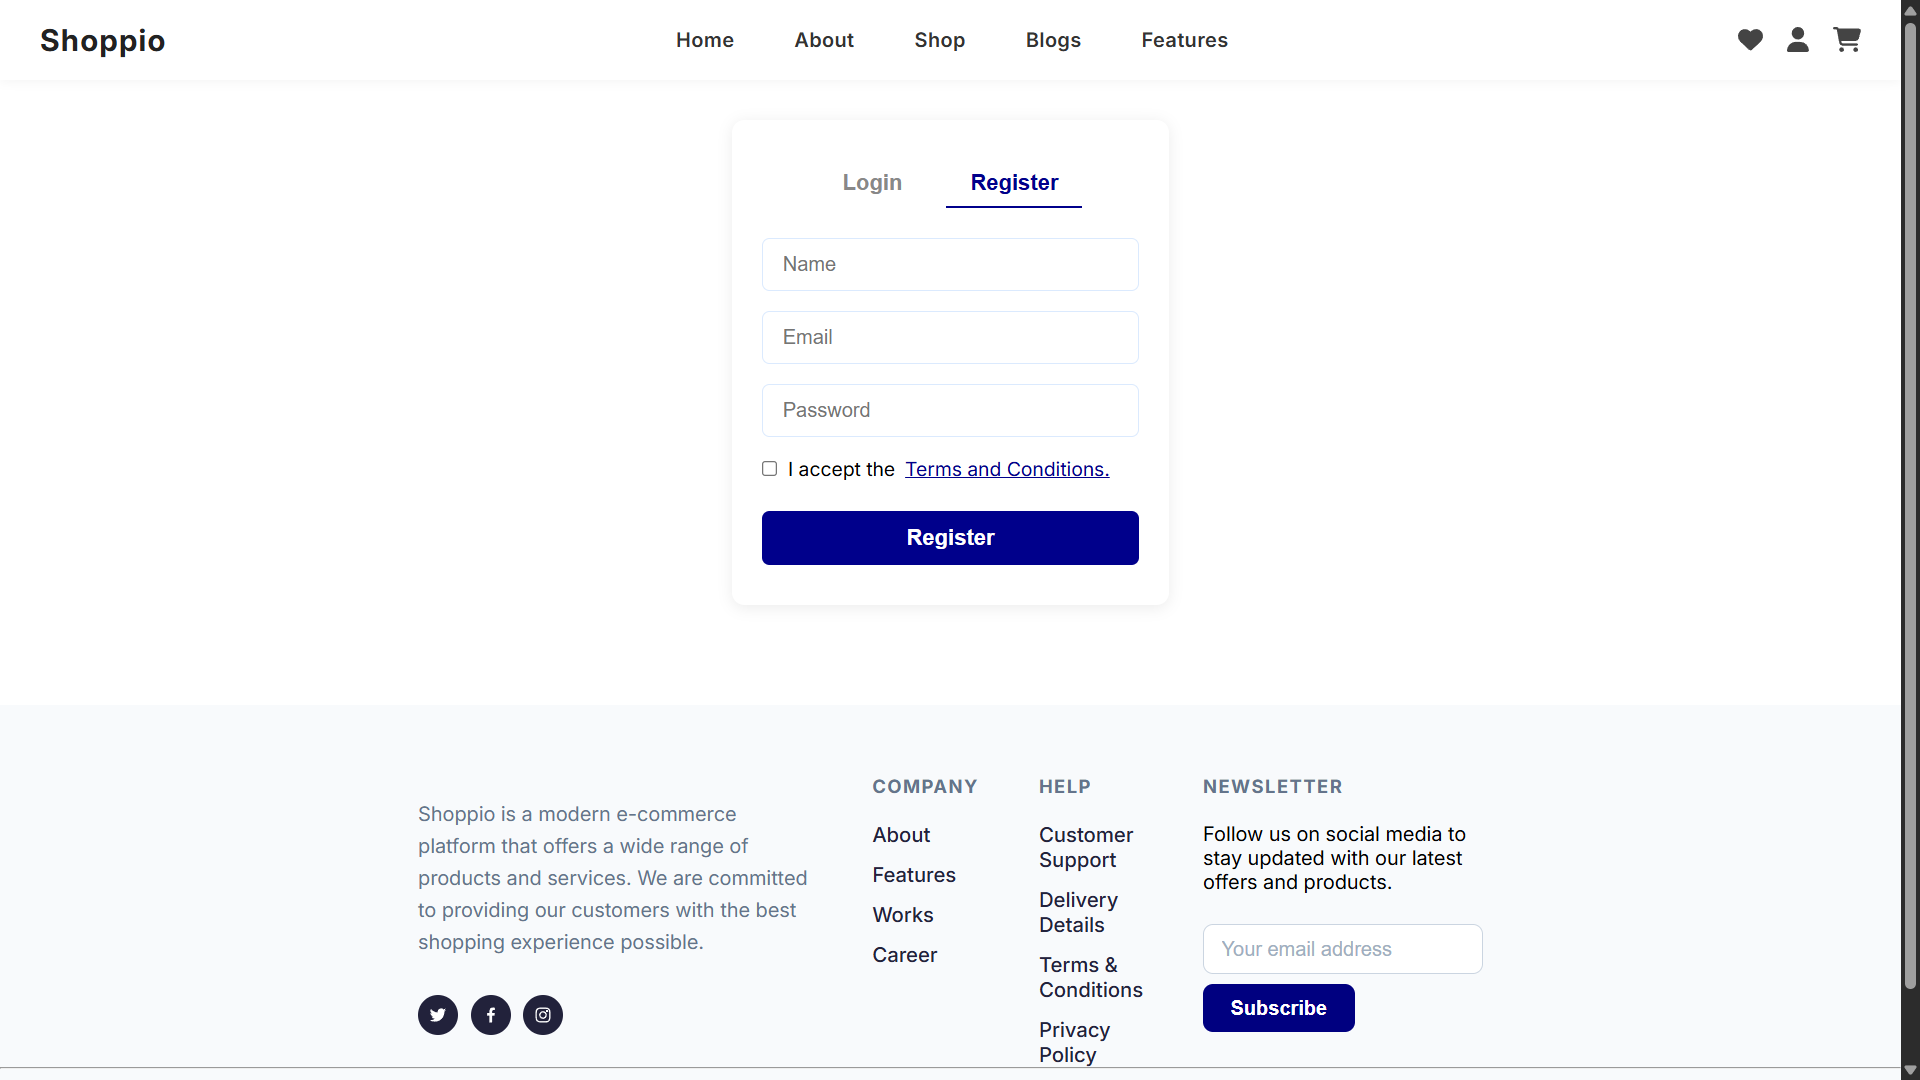 Shoppio
Home
About
Shop
Blogs
Features
Login
Register
Name
Email
Password
I accept the Terms and Conditions.
Register
Shoppio is a modern e-commerce
platform that offers a wide range of
products and services. We are committed
to providing our customers with the best
shopping experience possible.
COMPANY
About
Features
Works
Career
HELP
Customer
Support
Delivery
Details
Terms &
Conditions
Privacy
Policy
NEWSLETTER
Follow us on social media to
stay updated with our latest
offers and products.
Your email address
Subscribe